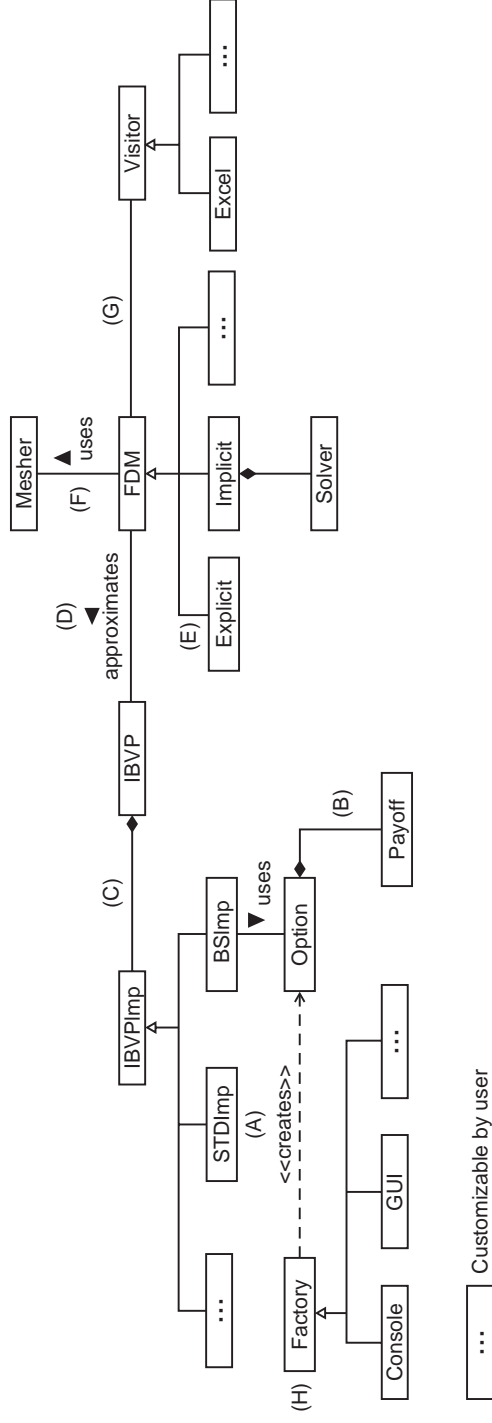 Mesher
(F)
uses
(D)
approximates
(G)
(C)
IBVPImp
IBVP
FDM
Visitor
(E)
...
STDImp
BSImp
Explicit
Implicit
...
Excel
...
(A)
uses
Solver
<<creates>>
(H)
Factory
Option
(B)
Console
GUI
...
Payoff
...
Customizable by user